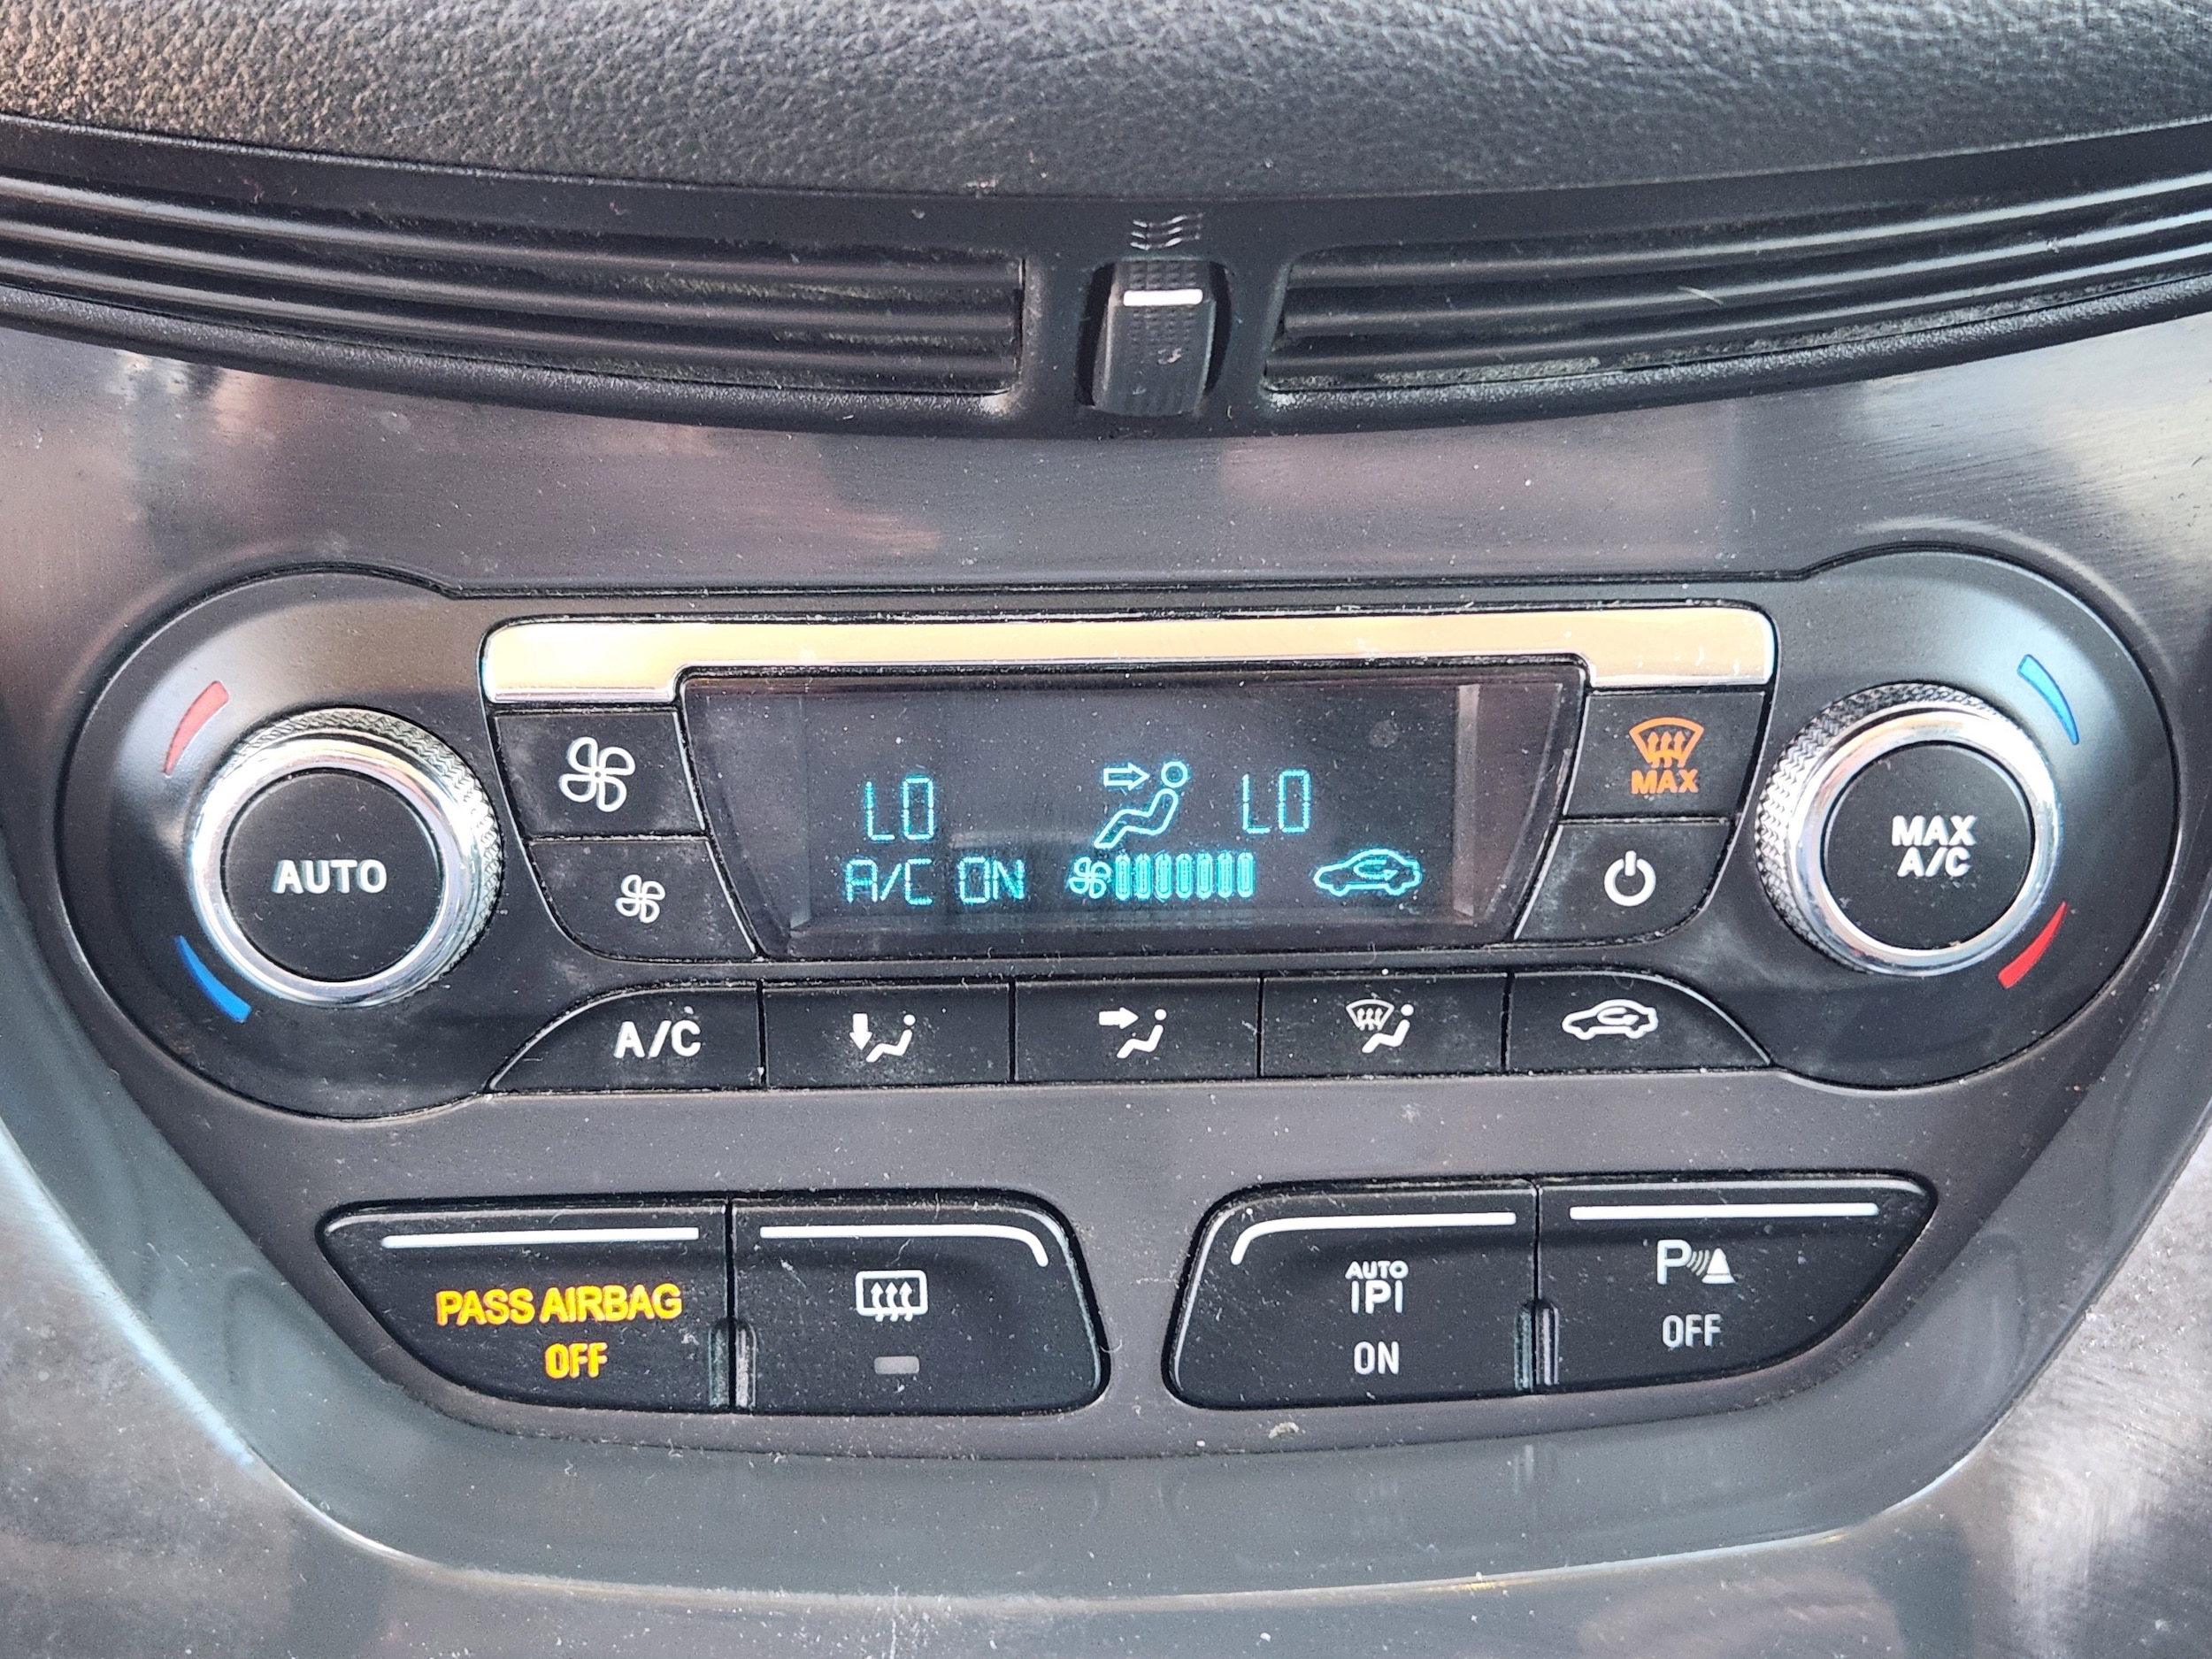 LO LO
A/C ON
AUTO
MAX
MAX
A/C
A/C
PASS AIRBAG
OFF
AUTO
IPI
ON
P
OFF